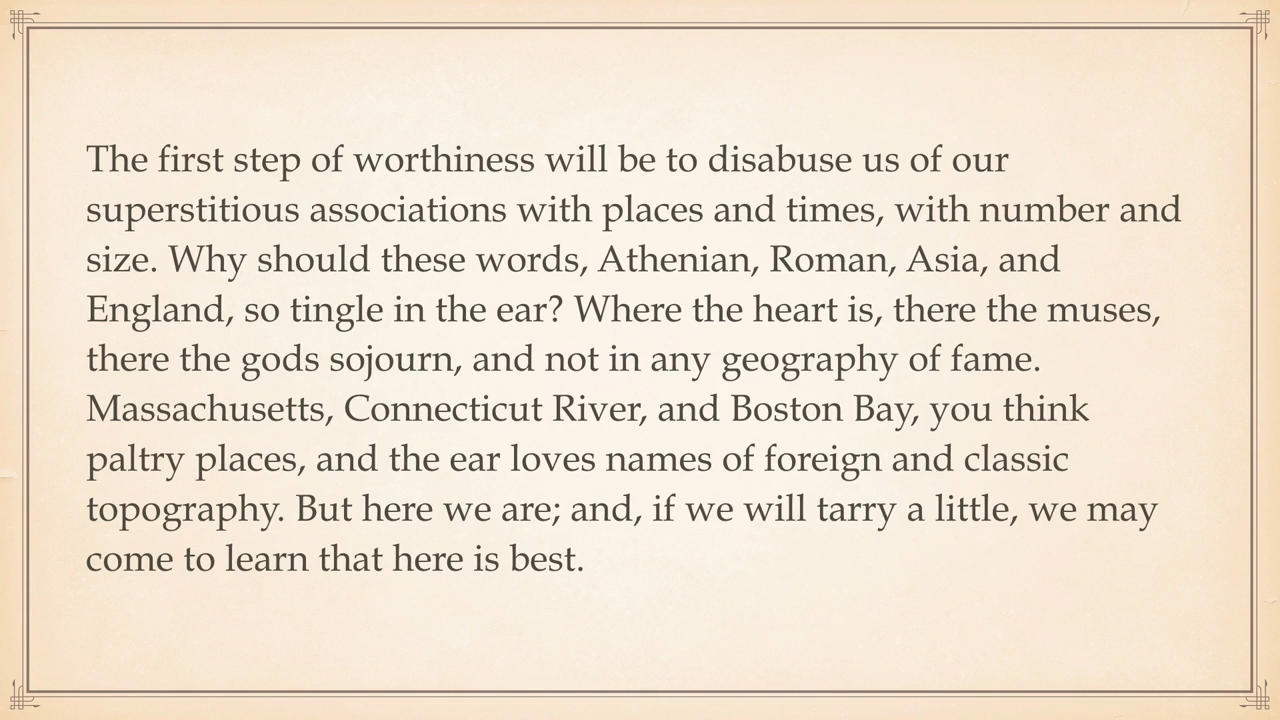 The first step of worthiness will be to disabuse us of our
superstitious associations with places and times, with number and
size. Why should these words, Athenian, Roman, Asia, and
England, so tingle in the ear? Where the heart is, there the muses,
there the gods sojourn, and not in any geography of fame.
Massachusetts, Connecticut River, and Boston Bay, you think
paltry places, and the ear loves names of foreign and classic
topography. But here we are; and, if we will tarry a little, we may
come to learn that here is best.